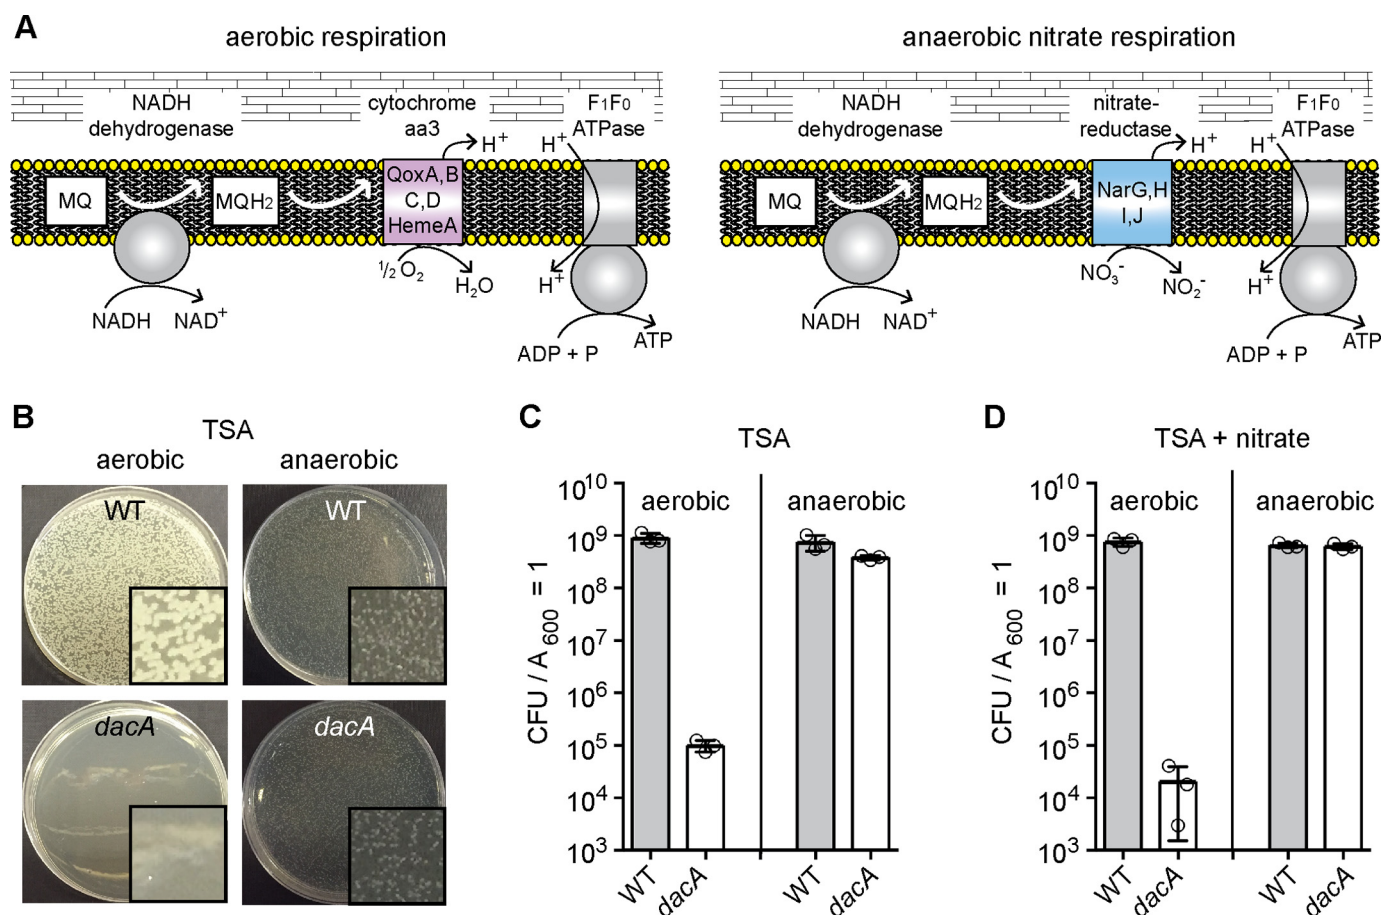 A
aerobic respiration
anaerobic nitrate respiration
NADH
dehydrogenase
cytochrome
aa3
F1F0
ATPase
H+
H+
MQ
MQH2
QoxA,B
C,D
HemeA
½ O2
H2O
H+
NADH
NAD+
ADP + P
ATP
NADH
dehydrogenase
nitrate-
reductase
F1F0
ATPase
H+
H+
MQ
MQH2
NarG,H
I,J
NO3-
NO2-
H+
NADH
NAD+
ADP + P
ATP
B
TSA
aerobic
anaerobic
WT
WT
dacA
dacA
C
TSA
aerobic
anaerobic
CFU / A600 = 1
10^10
10^9
10^8
10^7
10^6
10^5
10^4
10^3
WT
dacA
WT
dacA
D
TSA + nitrate
aerobic
anaerobic
CFU / A600 = 1
10^10
10^9
10^8
10^7
10^6
10^5
10^4
10^3
WT
dacA
WT
dacA